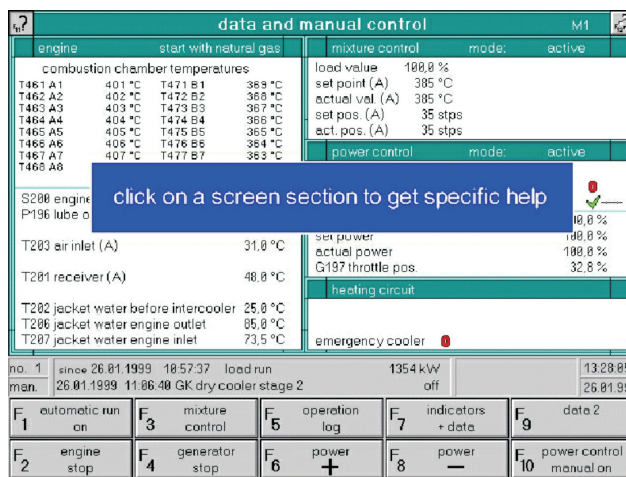 ?
data and manual control M1
engine start with natural gas
combustion chamber temperatures
T461 A1 401 °C T471 B1 369 °C
T462 A2 402 °C T472 B2 368 °C
T463 A3 403 °C T473 B3 367 °C
T464 A4 404 °C T474 B4 366 °C
T465 A5 405 °C T475 B5 365 °C
T466 A6 406 °C T476 B6 364 °C
T467 A7 407 °C T477 B7 363 °C
T468 A8
S200 engine
P196 lube o
T203 air inlet (A) 31,0 °C
T201 receiver (A) 48,0 °C
T202 jacket water before intercooler 25,0 °C
T206 jacket water engine outlet 85,0 °C
T207 jacket water engine inlet 73,5 °C
mixture control mode: active
load value 100,0 %
set point (A) 385 °C
actual val. (A) 385 °C
set pos. (A) 35 stps
act. pos. (A) 35 stps
power control mode: active
0
click on a screen section to get specific help
set power 100,0 %
actual power 100,0 %
G197 throttle pos. 32,8 %
heating circuit
emergency cooler 0
no. 1 since 26.01.1999 10:57:37 load run 1354 kW 13:28:0
man. 26.01.1999 11:06:40 GK dry cooler stage 2 off 26.01.9
F1 automatic run on
F3 mixture control
F5 operation log
F7 indicators + data
F9 data 2
F2 engine stop
F4 generator stop
F6 power +
F8 power —
F10 power control manual on